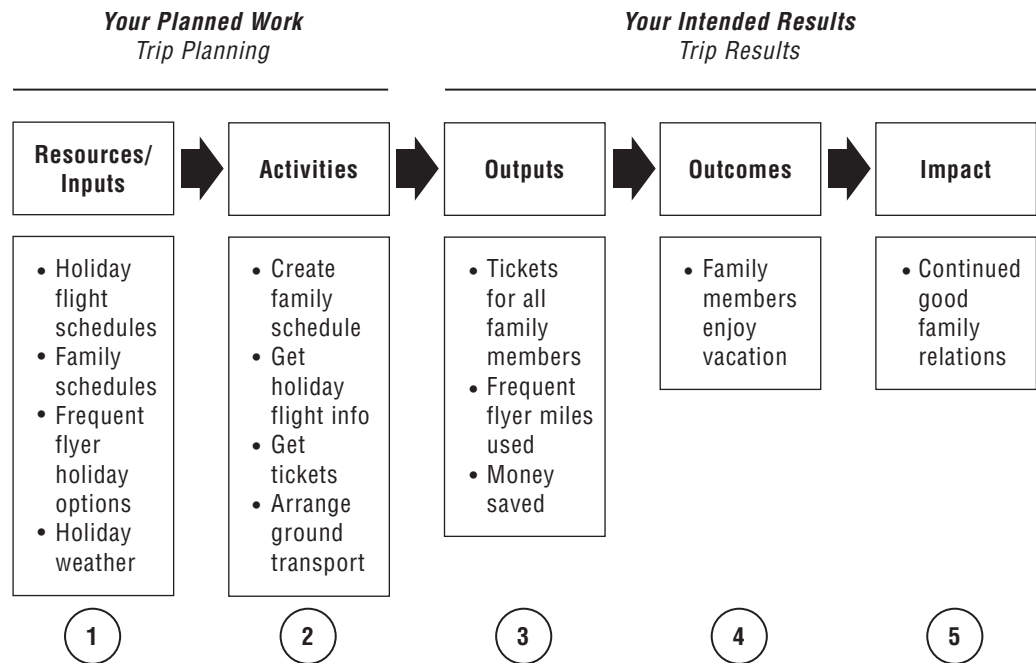 Your Planned Work
Trip Planning
Your Intended Results
Trip Results
Resources/
Inputs
Activities
Outputs
Outcomes
Impact
• Holiday
flight
schedules
• Family
schedules
• Frequent
flyer
holiday
options
• Holiday
weather
• Create
family
schedule
• Get
holiday
flight info
• Get
tickets
• Arrange
ground
transport
• Tickets
for all
family
members
• Frequent
flyer miles
used
• Money
saved
• Family
members
enjoy
vacation
• Continued
good
family
relations
1
2
3
4
5